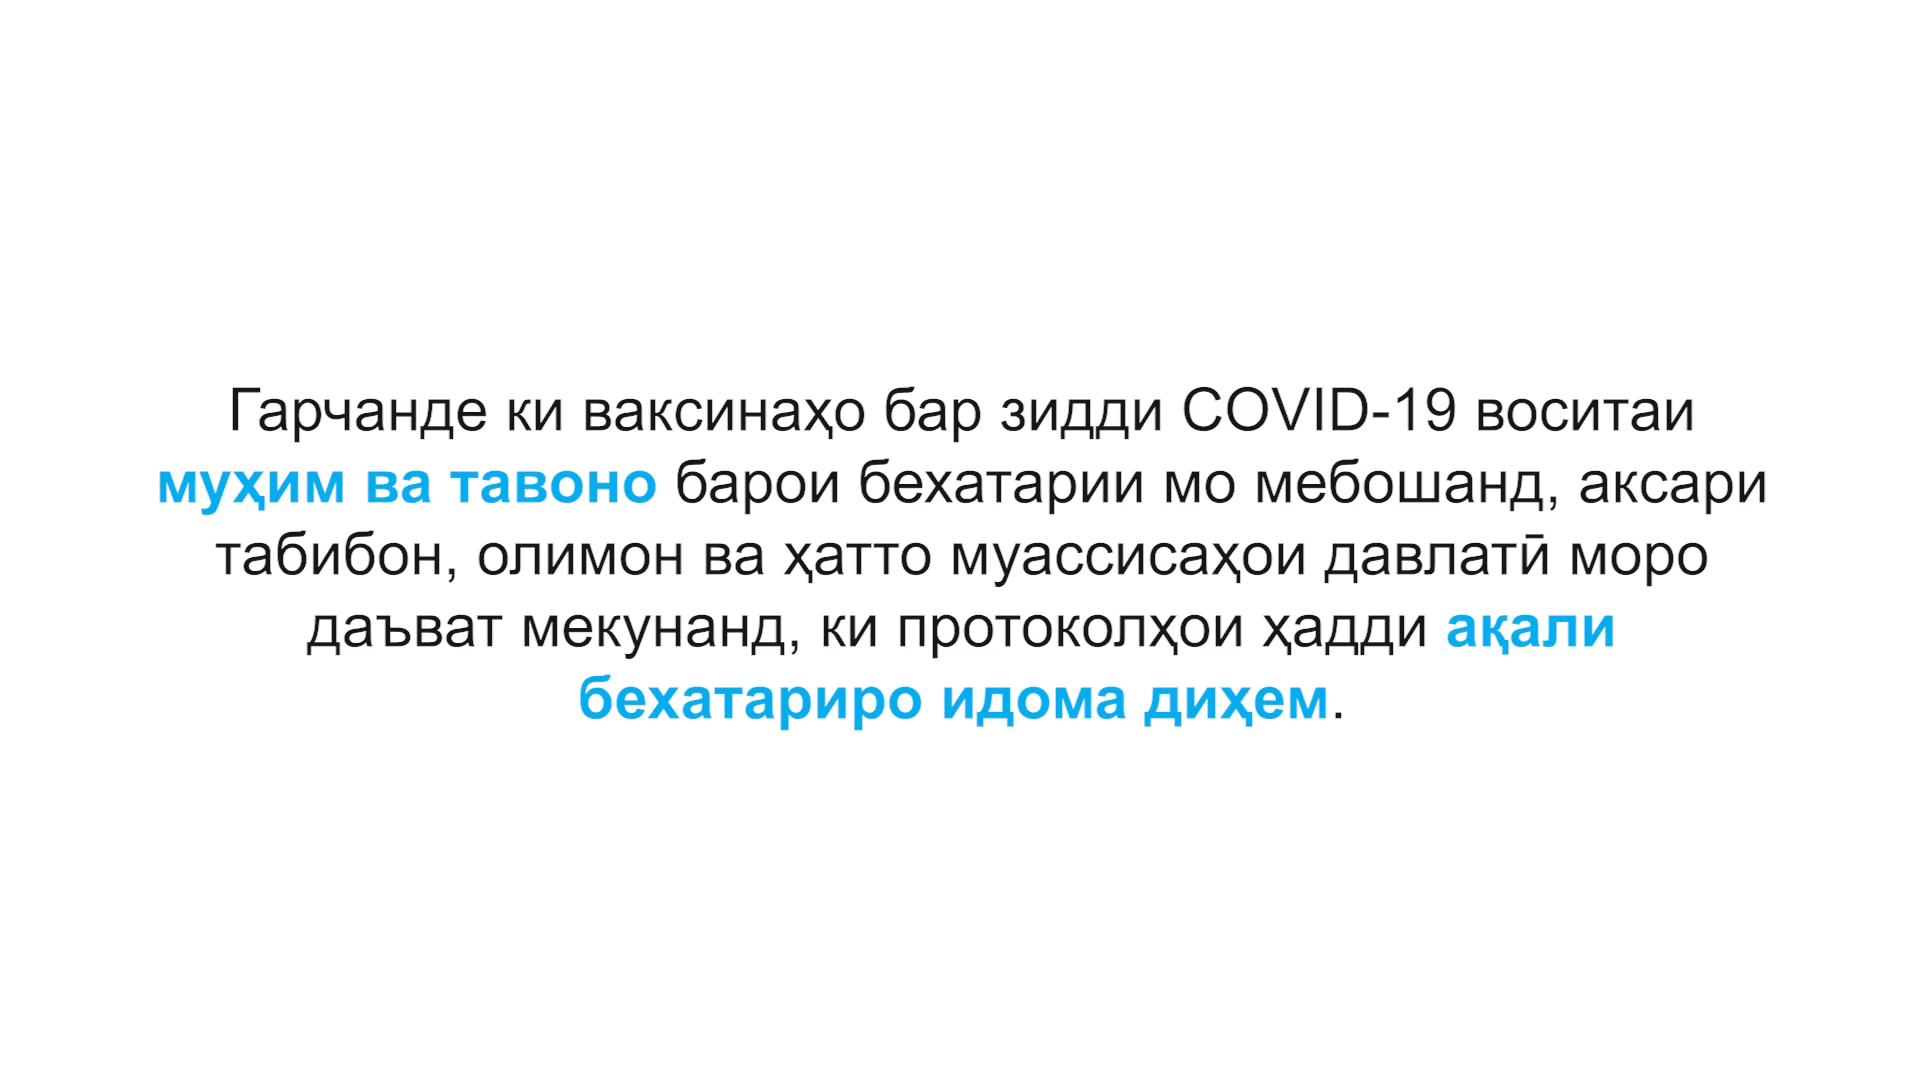 Гарчанде ки ваксинаҳо бар зидди COVID-19 воситаи
муҳим ва тавоно барои бехатарии мо мебошанд, аксари
табибон, олимон ва ҳатто муассисаҳои давлатӣ моро
даъват мекунанд, ки протоколҳои ҳадди ақали
бехатариро идома диҳем.